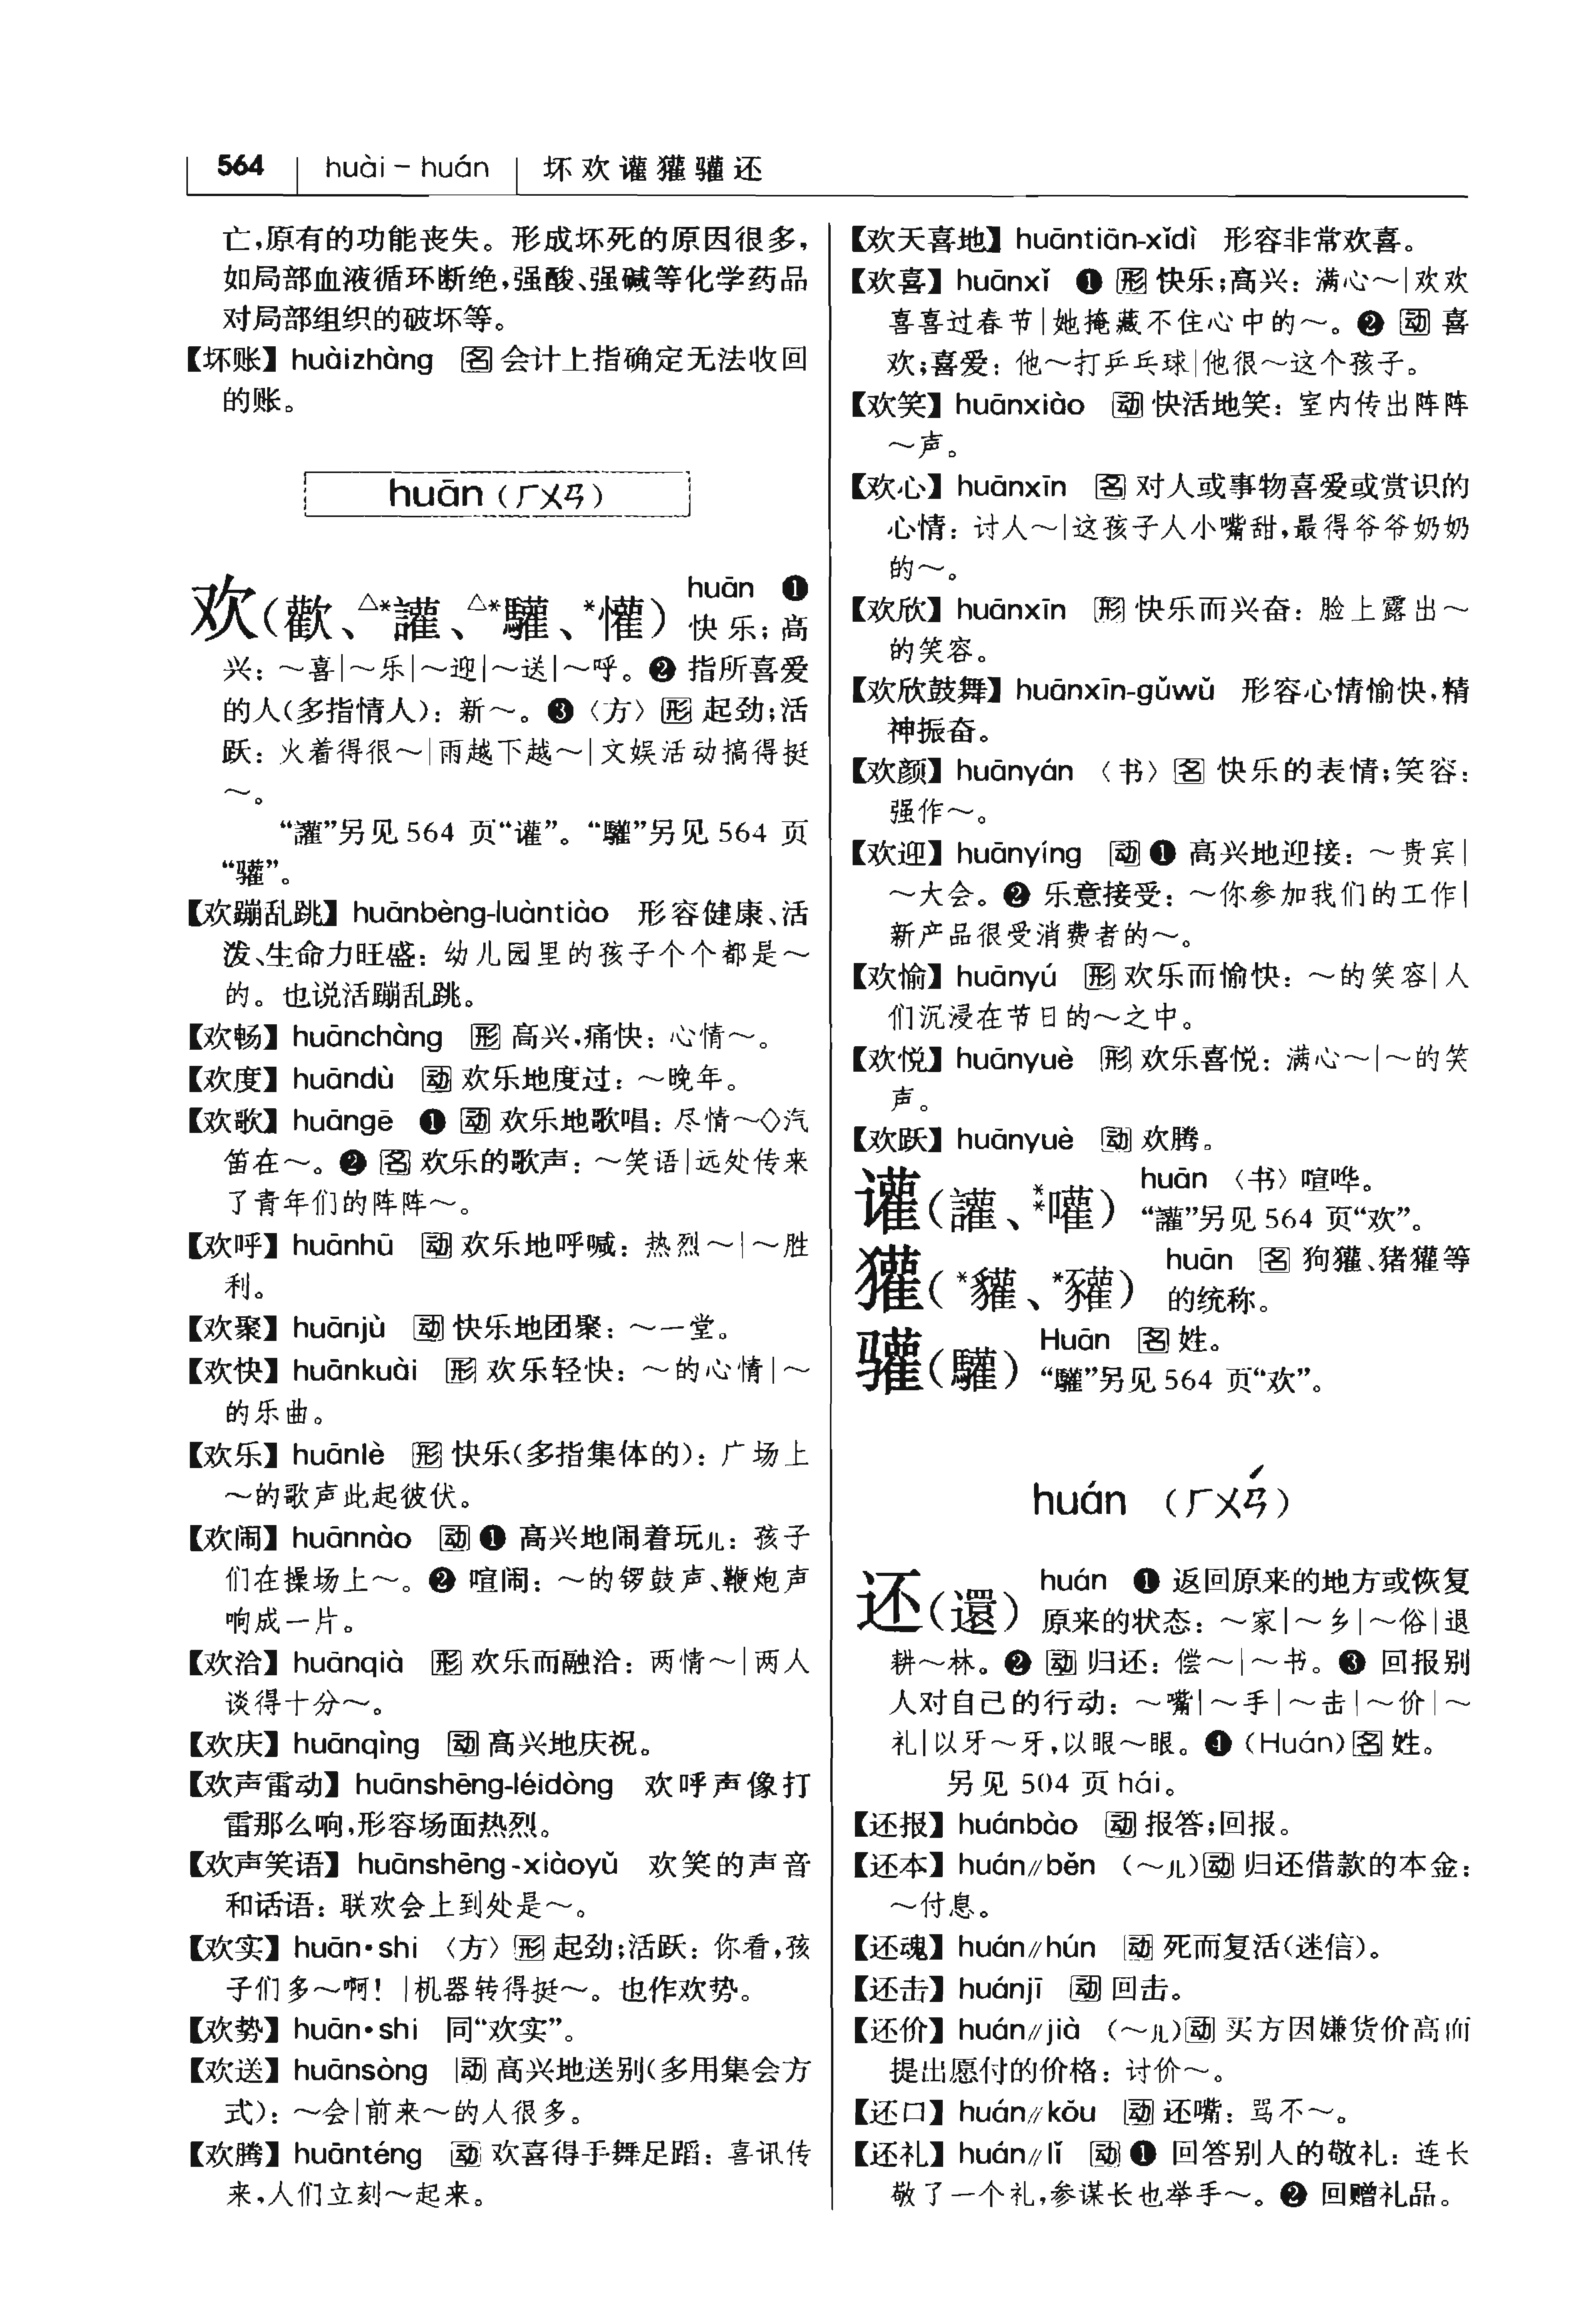 564 huài – huán 坏欢讙獾驩还
亡,原有的功能丧失。形成坏死的原因很多,
如局部血液循环断绝,强酸、强碱等化学药品
对局部组织的破坏等。
【坏账】huàizhàng 名 会计上指确定无法收回
的账。
huān(ㄏㄨㄢ)
欢(歡、△*讙、△*驩、*懽) huān ❶
快乐;高
兴:～喜|～乐|～迎|～送|～呼。❷ 指所喜爱
的人(多指情人):新～。❸〈方〉形 起劲;活
跃:火着得很～|雨越下越～|文娱活动搞得挺
～。
“讙”另见 564 页“讙”。“驩”另见 564 页
“驩”。
【欢蹦乱跳】huānbèng-luàntiào 形容健康、活
泼、生命力旺盛:幼儿园里的孩子个个都是～
的。也说活蹦乱跳。
【欢畅】huānchàng 形 高兴,痛快:心情～。
【欢度】huāndù 动 欢乐地度过:～晚年。
【欢歌】huāngē ❶ 动 欢乐地歌唱:尽情～◇汽
笛在～。❷ 名 欢乐的歌声:～笑语|远处传来
了青年们的阵阵～。
【欢呼】huānhū 动 欢乐地呼喊:热烈～|～胜
利。
【欢聚】huānjù 动 快乐地团聚:～一堂。
【欢快】huānkuài 形 欢乐轻快:～的心情|～
的乐曲。
【欢乐】huānlè 形 快乐(多指集体的):广场上
～的歌声此起彼伏。
【欢闹】huānnào 动 ❶ 高兴地闹着玩儿:孩子
们在操场上～。❷ 喧闹:～的锣鼓声、鞭炮声
响成一片。
【欢洽】huānqià 形 欢乐而融洽:两情～|两人
谈得十分～。
【欢庆】huānqìng 动 高兴地庆祝。
【欢声雷动】huānshēng-léidòng 欢呼声像打
雷那么响,形容场面热烈。
【欢声笑语】huānshēng-xiàoyǔ 欢笑的声音
和话语:联欢会上到处是～。
【欢实】huān·shi 〈方〉形 起劲;活跃:你看,孩
子们多～啊!|机器转得挺～。也作欢势。
【欢势】huān·shi 同“欢实”。
【欢送】huānsòng 动 高兴地送别(多用集会方
式):～会|前来～的人很多。
【欢腾】huānténg 动 欢喜得手舞足蹈:喜讯传
来,人们立刻～起来。
【欢天喜地】huāntiān-xǐdì 形容非常欢喜。
【欢喜】huānxǐ ❶ 形 快乐;高兴:满心～|欢欢
喜喜过春节|她掩藏不住心中的～。❷ 动 喜
欢;喜爱:他～打乒乓球|他很～这个孩子。
【欢笑】huānxiào 动 快活地笑:室内传出阵阵
～声。
【欢心】huānxīn 名 对人或事物喜爱或赏识的
心情:讨人～|这孩子人小嘴甜,最得爷爷奶奶
的～。
【欢欣】huānxīn 形 快乐而兴奋:脸上露出～
的笑容。
【欢欣鼓舞】huānxīn-gǔwǔ 形容心情愉快,精
神振奋。
【欢颜】huānyán 〈书〉名 快乐的表情;笑容:
强作～。
【欢迎】huānyíng 动 ❶ 高兴地迎接:～贵宾|
～大会。❷ 乐意接受:～你参加我们的工作|
新产品很受消费者的～。
【欢愉】huānyú 形 欢乐而愉快:～的笑容|人
们沉浸在节日的～之中。
【欢悦】huānyuè 形 欢乐喜悦:满心～|～的笑
声。
【欢跃】huānyuè 动 欢腾。
讙(讙、**嚾) huān 〈书〉喧哗。
“讙”另见 564 页“欢”。
獾(*貛、*豲) huān 名 狗獾、猪獾等
的统称。
驩(驩) Huān 名 姓。
“驩”另见 564 页“欢”。
huán (ㄏㄨㄢˊ)
还(還) huán ❶ 返回原来的地方或恢复
原来的状态:～家|～乡|～俗|退
耕～林。❷ 动 归还:偿～|～书。❸ 回报别
人对自己的行动:～嘴|～手|～击|～价|～
礼|以牙～牙,以眼～眼。❹(Huán)名 姓。
另见 504 页 hái。
【还报】huánbào 动 报答;回报。
【还本】huán//běn (～儿)动 归还借款的本金:
～付息。
【还魂】huán//hún 动 死而复活(迷信)。
【还击】huánjī 动 回击。
【还价】huán//jià (～儿)动 买方因嫌货价高而
提出愿付的价格:讨价～。
【还口】huán//kǒu 动 还嘴:骂不～。
【还礼】huán//lǐ 动 ❶ 回答别人的敬礼:连长
敬了一个礼,参谋长也举手～。❷ 回赠礼品。